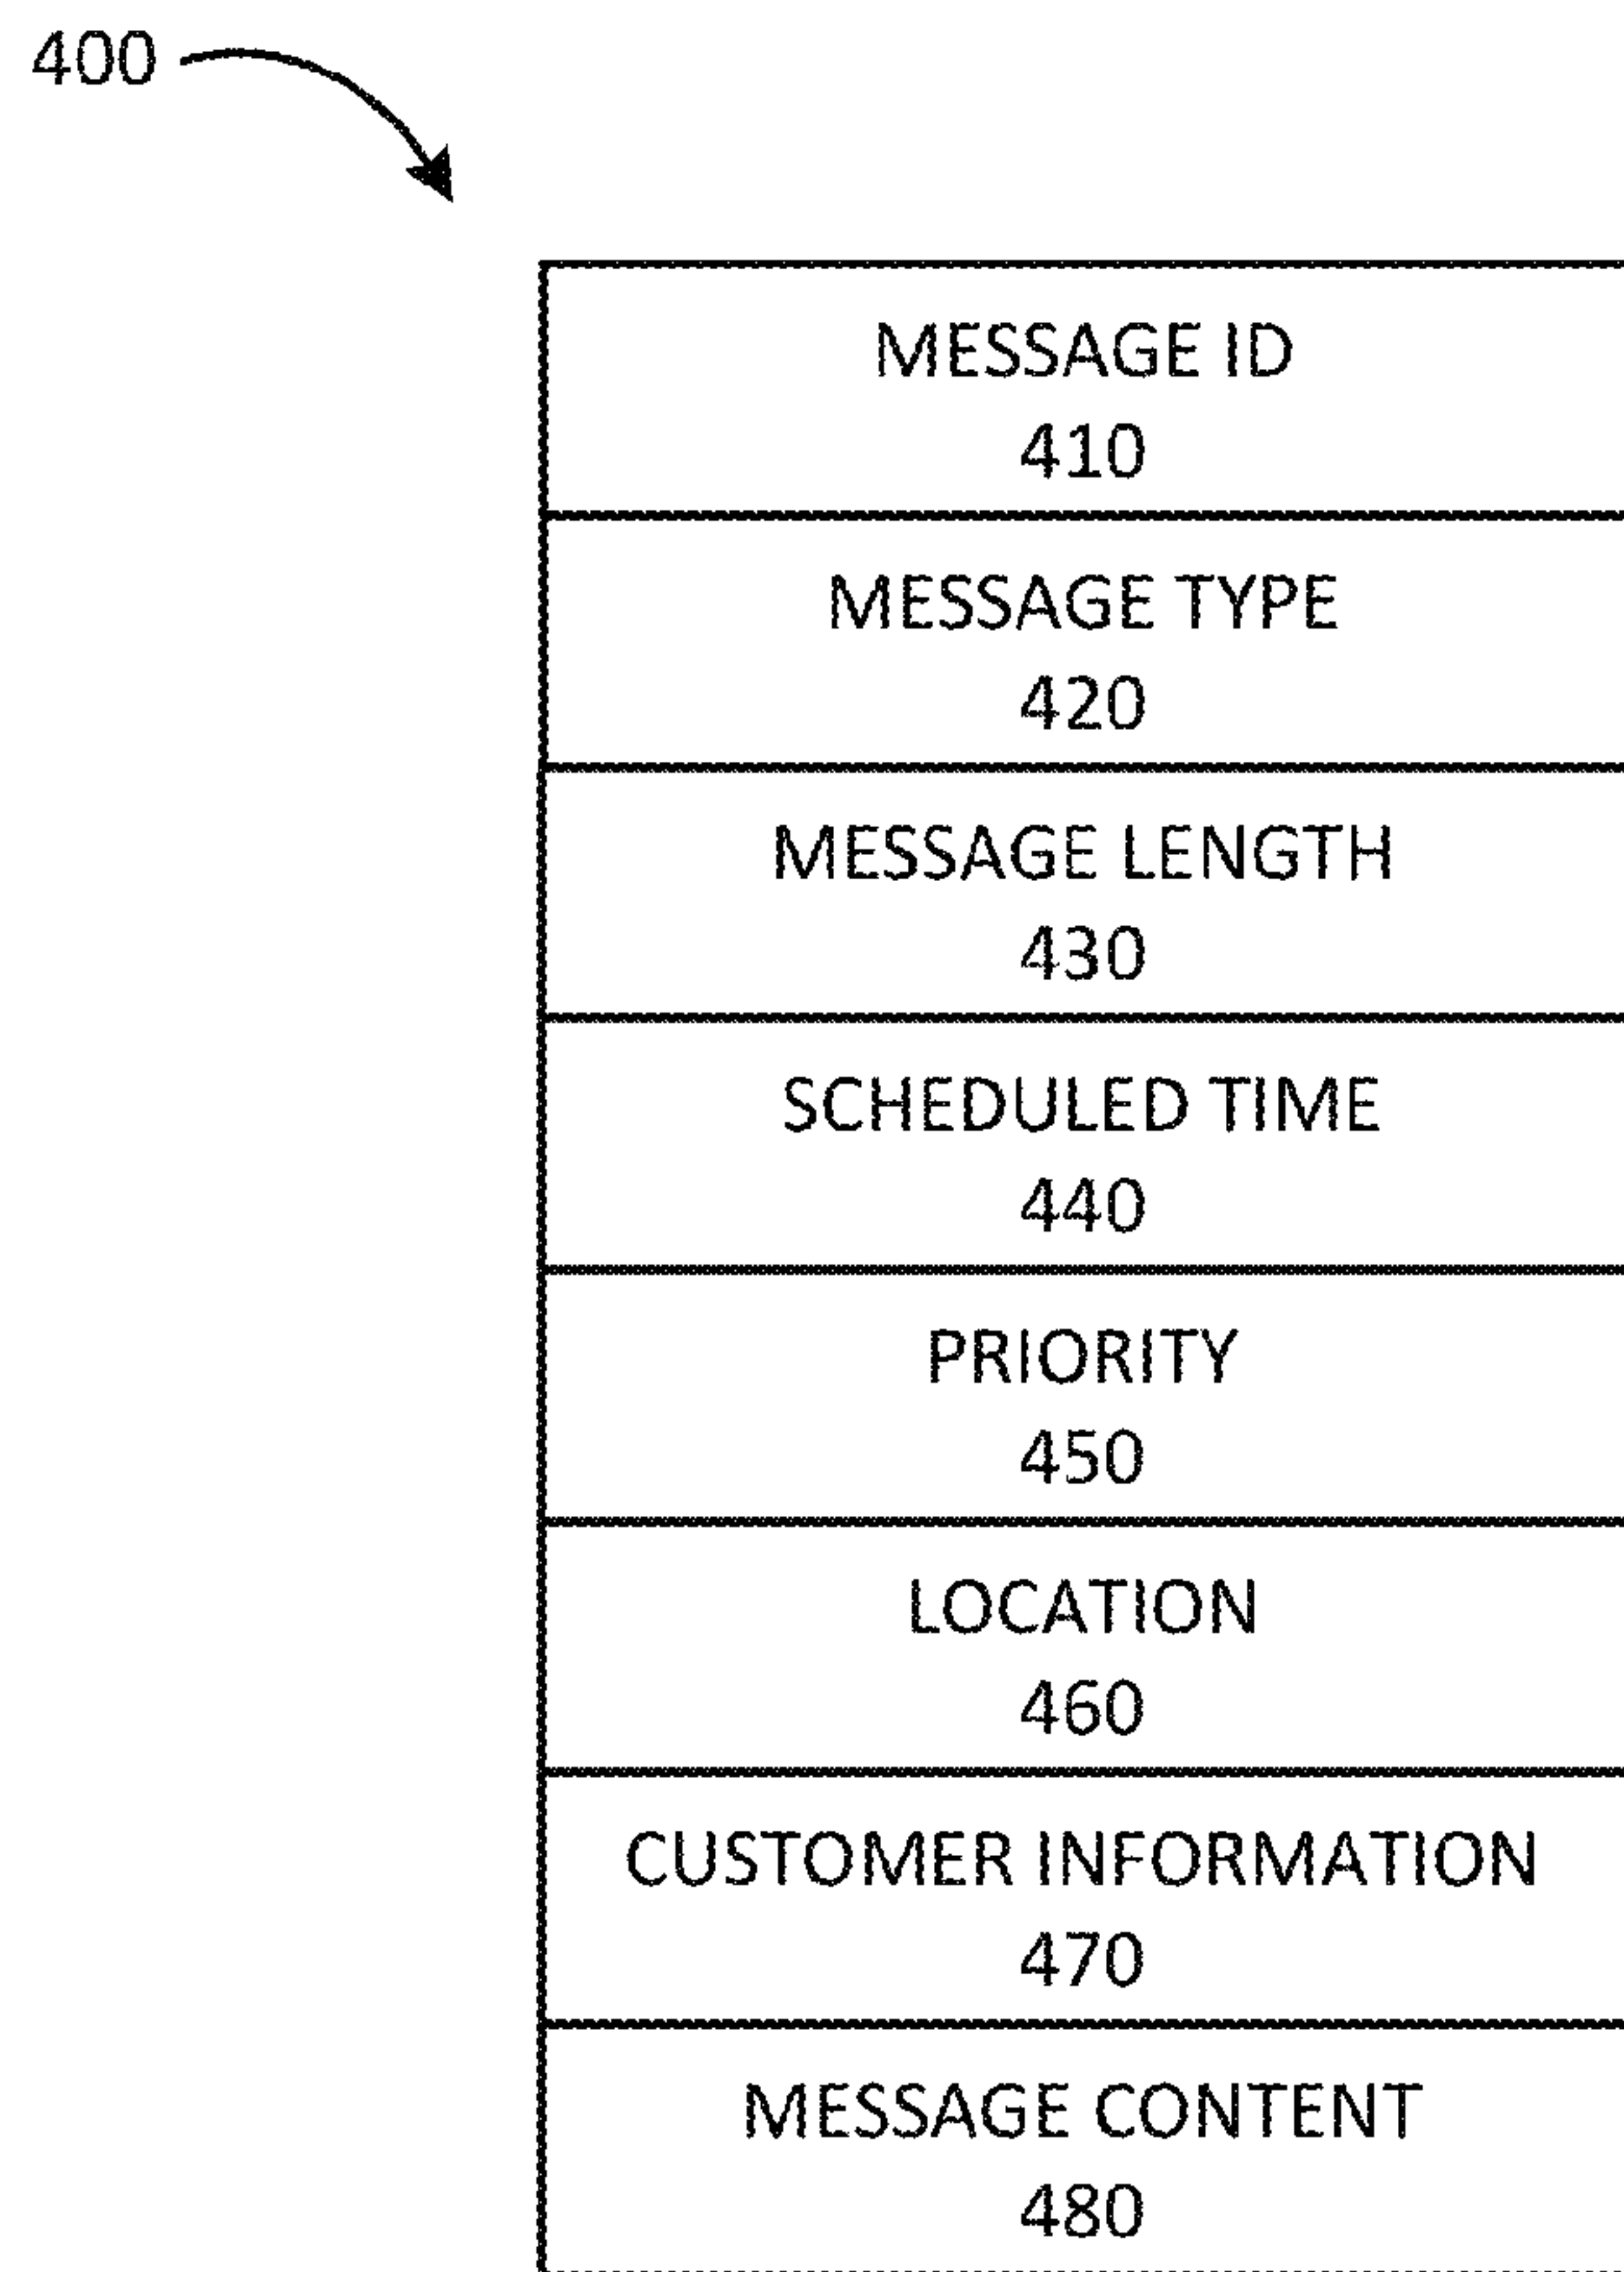 400
MESSAGE ID
410
MESSAGE TYPE
420
MESSAGE LENGTH
430
SCHEDULED TIME
440
PRIORITY
450
LOCATION
460
CUSTOMER INFORMATION
470
MESSAGE CONTENT
480